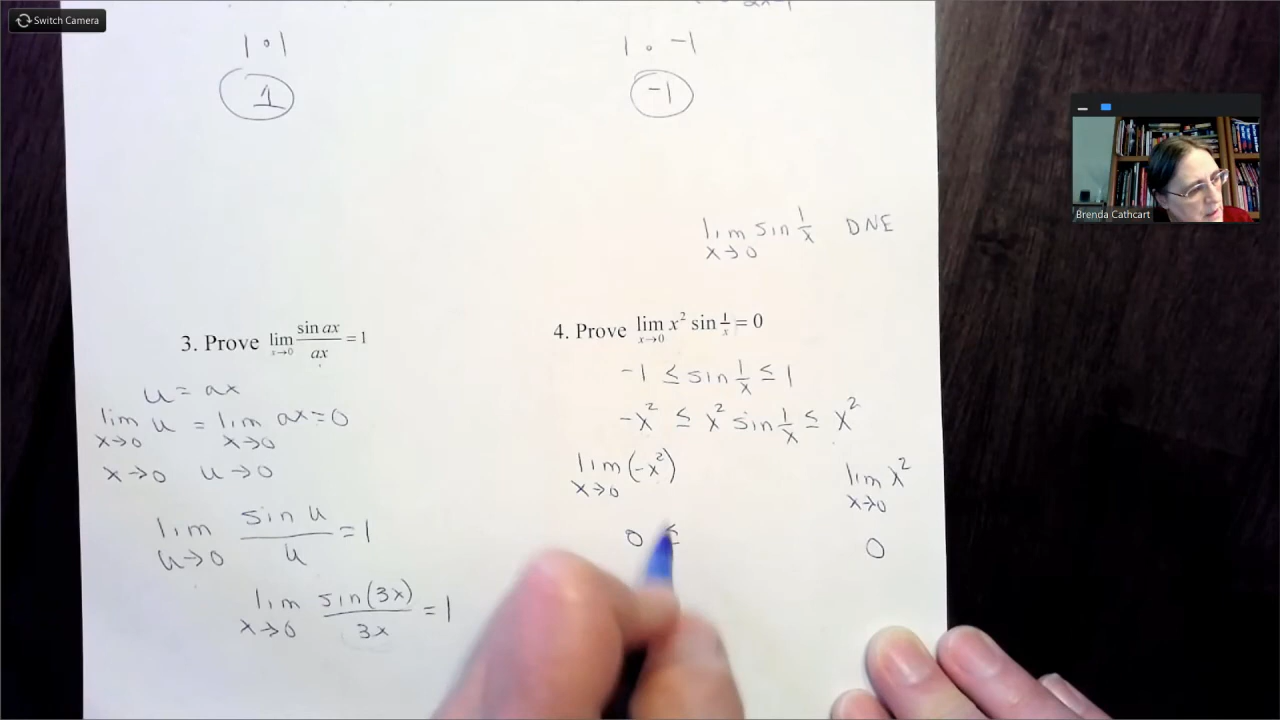 Switch Camera
1 · 1
1
1 · -1
-1
Brenda Cathcart
lim x→0 sin 1/x DNE
3. Prove lim x→0 sin ax / ax = 1
u = ax
lim x→0 u = lim x→0 ax = 0
x→0 u→0
lim u→0 sin u / u = 1
lim x→0 sin(3x) / 3x = 1
4. Prove lim x→0 x² sin 1/x = 0
-1 ≤ sin 1/x ≤ 1
-x² ≤ x² sin 1/x ≤ x²
lim x→0 (-x²) lim x→0 x²
0 ≤ 0